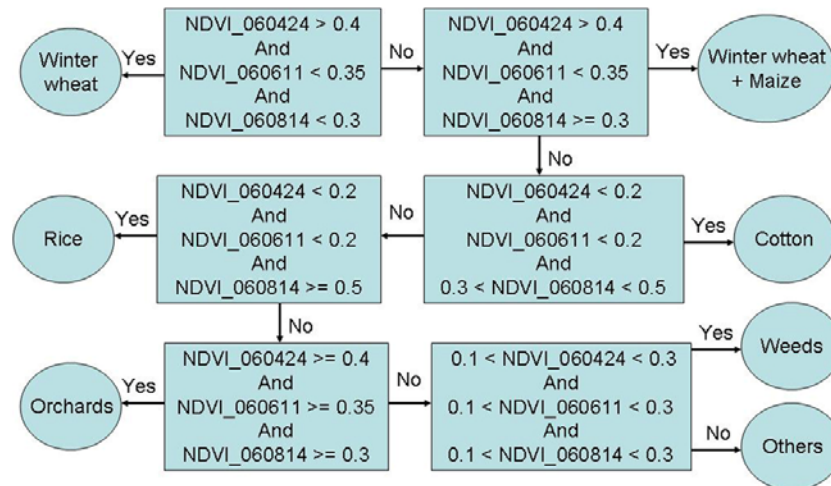 Winter
wheat
Yes
NDVI_060424 > 0.4
And
NDVI_060611 < 0.35
And
NDVI_060814 < 0.3
No
NDVI_060424 > 0.4
And
NDVI_060611 < 0.35
And
NDVI_060814 >= 0.3
Yes
Winter wheat
+ Maize
No
Rice
Yes
NDVI_060424 < 0.2
And
NDVI_060611 < 0.2
And
NDVI_060814 >= 0.5
No
NDVI_060424 < 0.2
And
NDVI_060611 < 0.2
And
0.3 < NDVI_060814 < 0.5
Yes
Cotton
No
Orchards
Yes
NDVI_060424 >= 0.4
And
NDVI_060611 >= 0.35
And
NDVI_060814 >= 0.3
No
0.1 < NDVI_060424 < 0.3
And
0.1 < NDVI_060611 < 0.3
And
0.1 < NDVI_060814 < 0.3
Yes
Weeds
No
Others